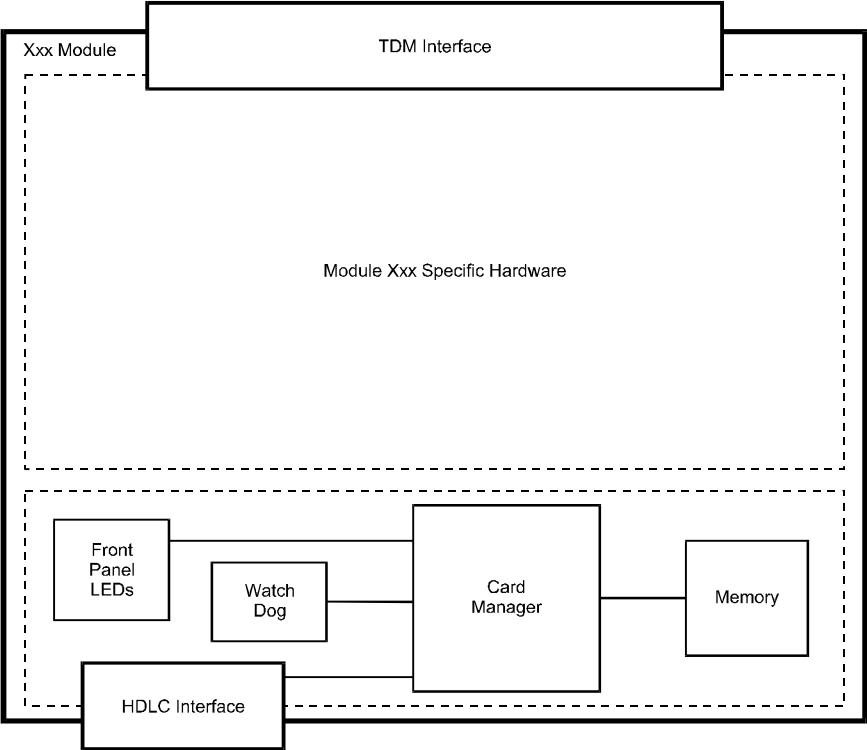 TDM Interface
Xxx Module
Module Xxx Specific Hardware
Front
Panel
LEDs
Watch
Dog
Card
Manager
Memory
HDLC Interface